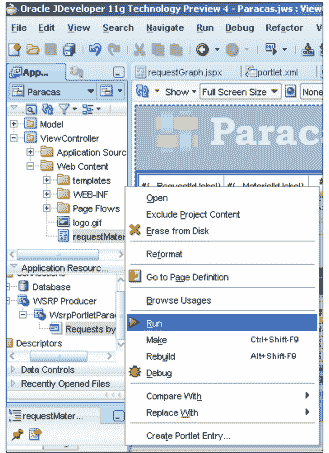 Oracle JDeveloper 11g Technology Preview 4 - Paracas.jws : View
File Edit View Search Navigate Run Debug Refactor
App...
requestGraph.jspx
portlet.xml
Paracas
Show
Full Screen Size
None
Model
ViewController
Application Sourc
Web Content
templates
WEB-INF
Page Flows
logo.gif
requestMater
Paracas
Application Resourc...
Connections
Database
WSRP Producer
WsrpPortletPara
Requests by
Descriptors
Data Controls
Recently Opened Files
requestMater...
Open
Exclude Project Content
Erase from Disk
Reformat
Go to Page Definition
Browse Usages
Run
Make Ctrl+Shift-F9
Rebuild Alt+Shift-F9
Debug
Compare With
Replace With
Create Portlet Entry...